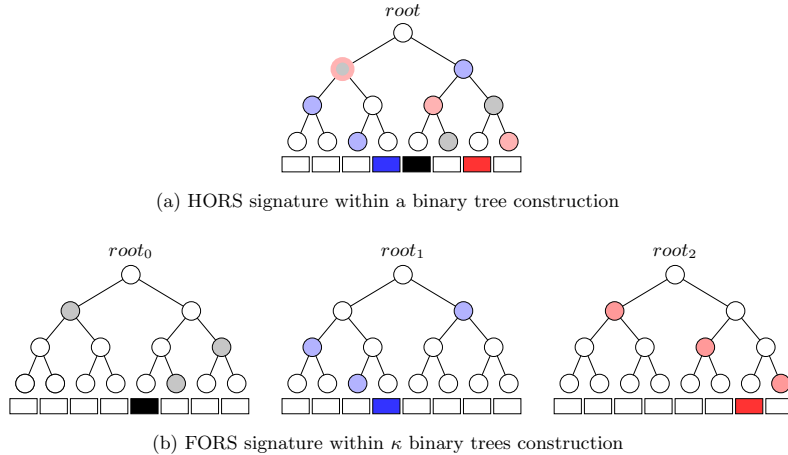 root
(a) HORS signature within a binary tree construction
root₀ root₁ root₂
(b) FORS signature within κ binary trees construction